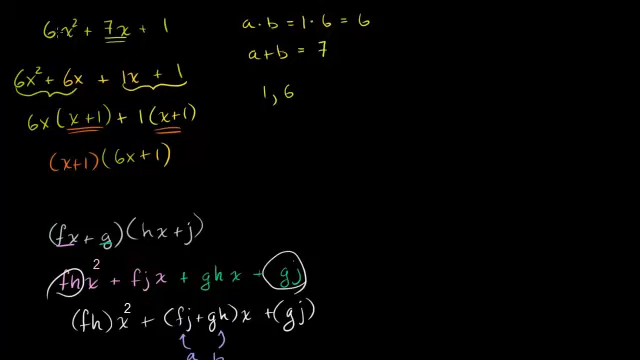 6x² + 7x + 1
a · b = 1 · 6 = 6
a + b = 7
1, 6
6x² + 6x + 1x + 1
6x (x+1) + 1 (x+1)
(x+1)(6x+1)
(fx + g)(hx + j)
fhx² + fjx + ghx + gj
(fh)x² + (fj + gh)x + (gj)
a b